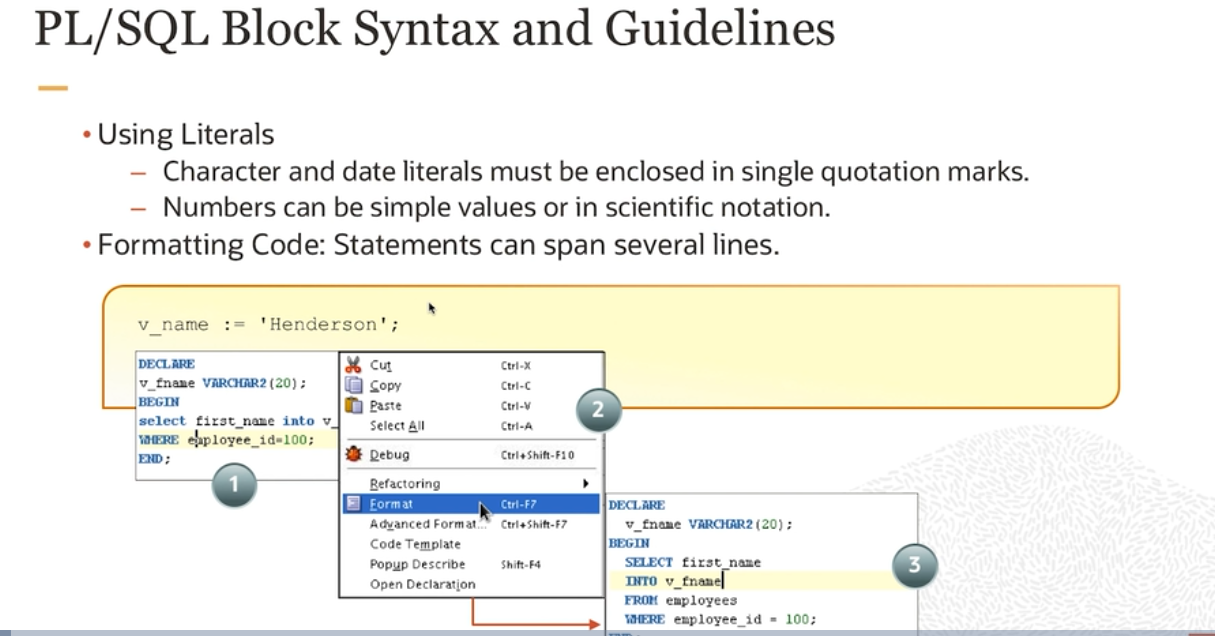 PL/SQL Block Syntax and Guidelines
• Using Literals
– Character and date literals must be enclosed in single quotation marks.
– Numbers can be simple values or in scientific notation.
• Formatting Code: Statements can span several lines.
v_name := 'Henderson';
DECLARE
v_fname VARCHAR2(20);
BEGIN
select first_name into v_
WHERE employee_id=100;
END;
1
Cut Ctrl-X
Copy Ctrl-C
Paste Ctrl-V
Select All Ctrl-A
Debug Ctrl+Shift-F10
Refactoring
Format Ctrl-F7
Advanced Format... Ctrl+Shift-F7
Code Template
Popup Describe Shift-F4
Open Declaration
2
DECLARE
v_fname VARCHAR2(20);
BEGIN
SELECT first_name
INTO v_fname
FROM employees
WHERE employee_id = 100;
3